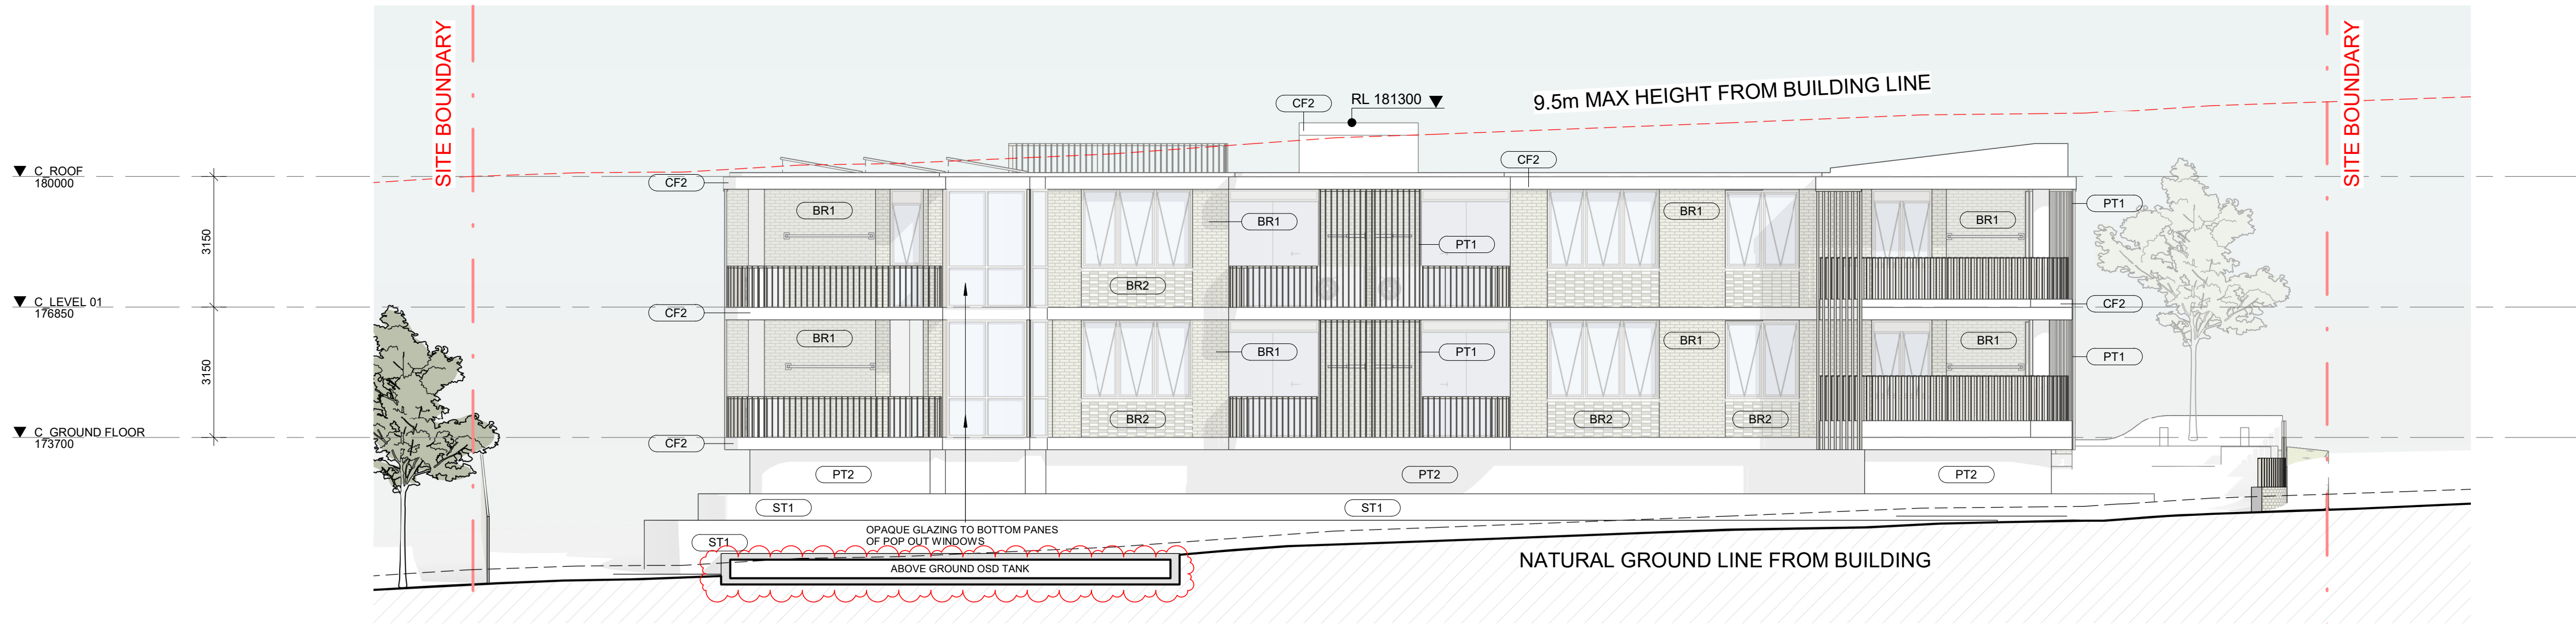 SITE BOUNDARY
SITE BOUNDARY
9.5m MAX HEIGHT FROM BUILDING LINE
CF2
RL 181300
CF2
C_ROOF
180000
CF2
BR1
BR1
BR1
BR1
PT1
PT1
3150
BR2
C_LEVEL 01
176850
CF2
CF2
BR1
BR1
PT1
BR1
BR1
PT1
3150
BR2
BR2
BR2
C_GROUND FLOOR
173700
CF2
PT2
PT2
PT2
ST1
ST1
OPAQUE GLAZING TO BOTTOM PANES
OF POP OUT WINDOWS
ST1
ABOVE GROUND OSD TANK
NATURAL GROUND LINE FROM BUILDING